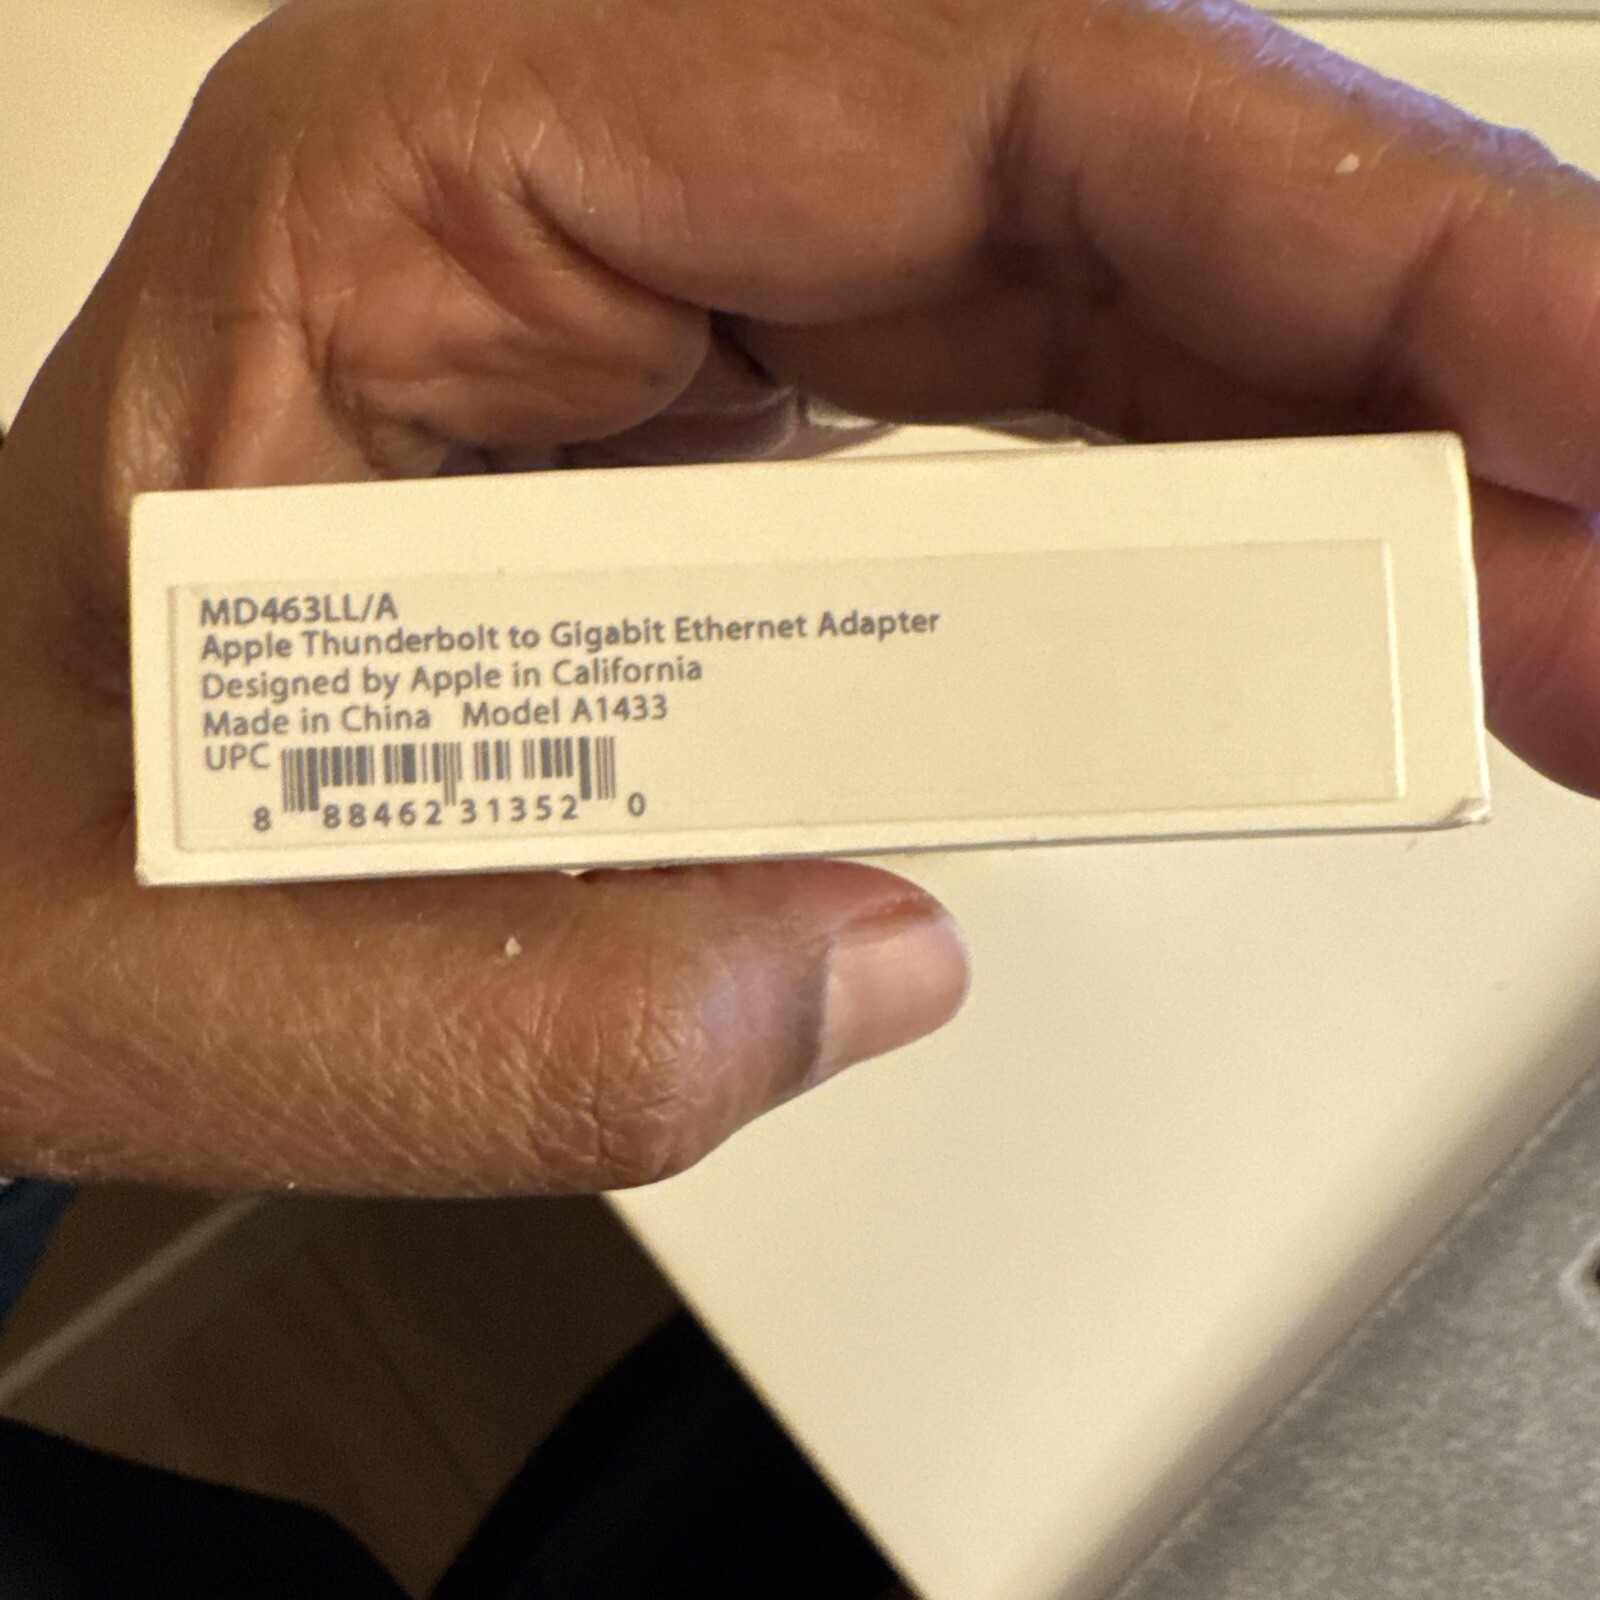 MD463LL/A
Apple Thunderbolt to Gigabit Ethernet Adapter
Designed by Apple in California
Made in China Model A1433
UPC
8 88462 31352 0